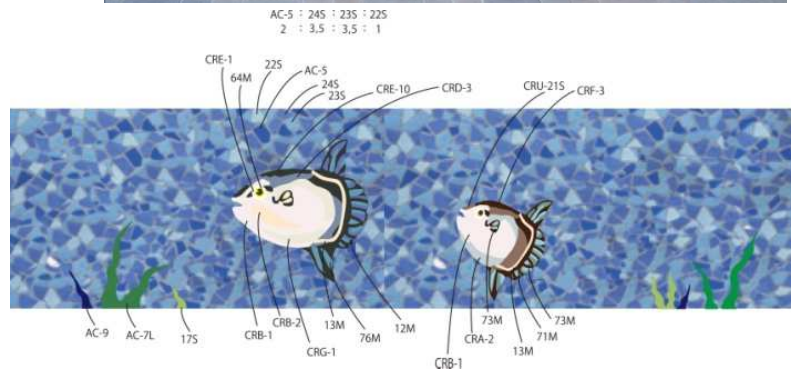 AC-5 : 24S : 23S : 22S
2 : 3,5 : 3,5 : 1
CRE-1
22S
64M
AC-5
24S
23S
CRE-10
CRD-3
CRU-21S
CRF-3
AC-9
AC-7L
17S
CRB-1
CRB-2
CRG-1
13M
76M
12M
CRB-1
CRA-2
73M
13M
71M
73M